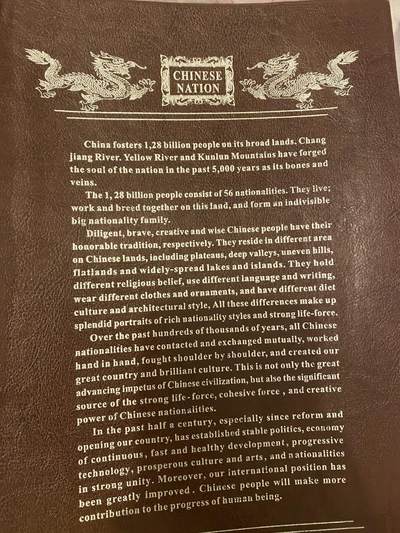 CHINESE
NATION
China fosters 1,28 billion people on its broad lands. Chang
jiang River. Yellow River and Kunlun Mountains have forged
the soul of the nation in the past 5,000 years as its bones and
veins.
The 1, 28 billion people consist of 56 nationalities. They live;
work and breed together on this land, and form an indivisible
big nationality family.
Diligent, brave, creative and wise Chinese people have their
honorable tradition, respectively. They reside in different area
on Chinese lands, including plateaus, deep valleys, uneven hills,
flatlands and widely-spread lakes and islands. They hold
different religious belief, use different language and writing,
wear different clothes and ornaments, and have different diet
culture and architectural style. All these differences make up
splendid portraits of rich nationality styles and strong life-force.
Over the past hundreds of thousands of years, all Chinese
nationalities have contacted and exchanged mutually, worked
hand in hand, fought shoulder by shoulder, and created our
great country and brilliant culture. This is not only the great
advancing impetus of Chinese civilization, but also the significant
source of the strong life-force, cohesive force , and creative
power of Chinese nationalities.
In the past half a century, especially since reform and
opening our country, has established stable politics, economy
of continuous, fast and healthy development, progressive
technology, prosperous culture and arts, and nationalities
in strong unity. Moreover, our international position has
been greatly improved . Chinese people will make more
contribution to the progress of human being.